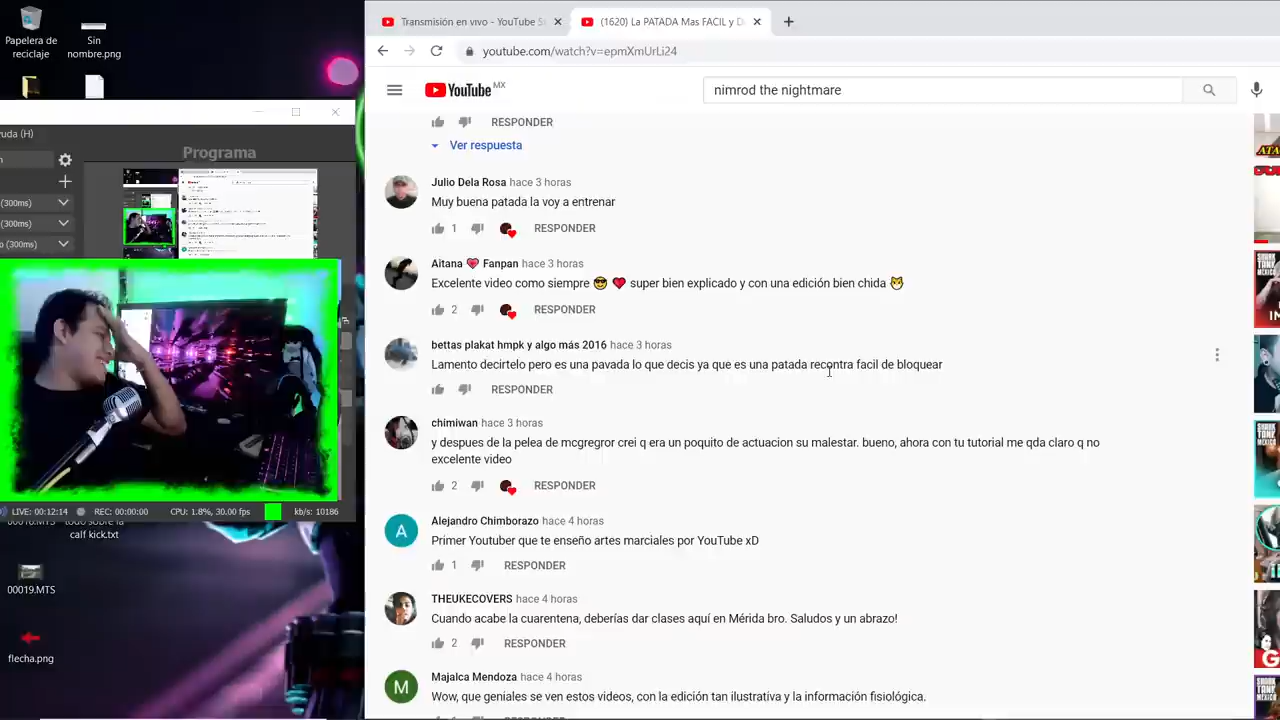 Papelera de
reciclaje
Sin
nombre.png
Transmisión en vivo - YouTube S
(1620) La PATADA Mas FACIL y D
youtube.com/watch?v=epmXmUrLi24
YouTube MX
nimrod the nightmare
yuda (H)
Programa
(300ms)
(300ms)
o (300ms)
RESPONDER
Ver respuesta
Julio Dela Rosa hace 3 horas
Muy buena patada la voy a entrenar
1 RESPONDER
Aitana 💗 Fanpan hace 3 horas
Excelente video como siempre 😎 ❤️ super bien explicado y con una edición bien chida 😼
2 RESPONDER
bettas plakat hmpk y algo más 2016 hace 3 horas
Lamento decirtelo pero es una pavada lo que decis ya que es una patada recontra facil de bloquear
RESPONDER
chimiwan hace 3 horas
y despues de la pelea de mcgregror crei q era un poquito de actuacion su malestar. bueno, ahora con tu tutorial me qda claro q no
excelente video
2 RESPONDER
A
Alejandro Chimborazo hace 4 horas
Primer Youtuber que te enseño artes marciales por YouTube xD
1 RESPONDER
THEUKECOVERS hace 4 horas
Cuando acabe la cuarentena, deberías dar clases aquí en Mérida bro. Saludos y un abrazo!
2 RESPONDER
M
Majalca Mendoza hace 4 horas
Wow, que geniales se ven estos videos, con la edición tan ilustrativa y la información fisiológica.
LIVE: 00:12:14 REC: 00:00:00 CPU: 1.8%, 30.00 fps kb/s: 10186
todo sobre la
calf kick.txt
00019.MTS
flecha.png